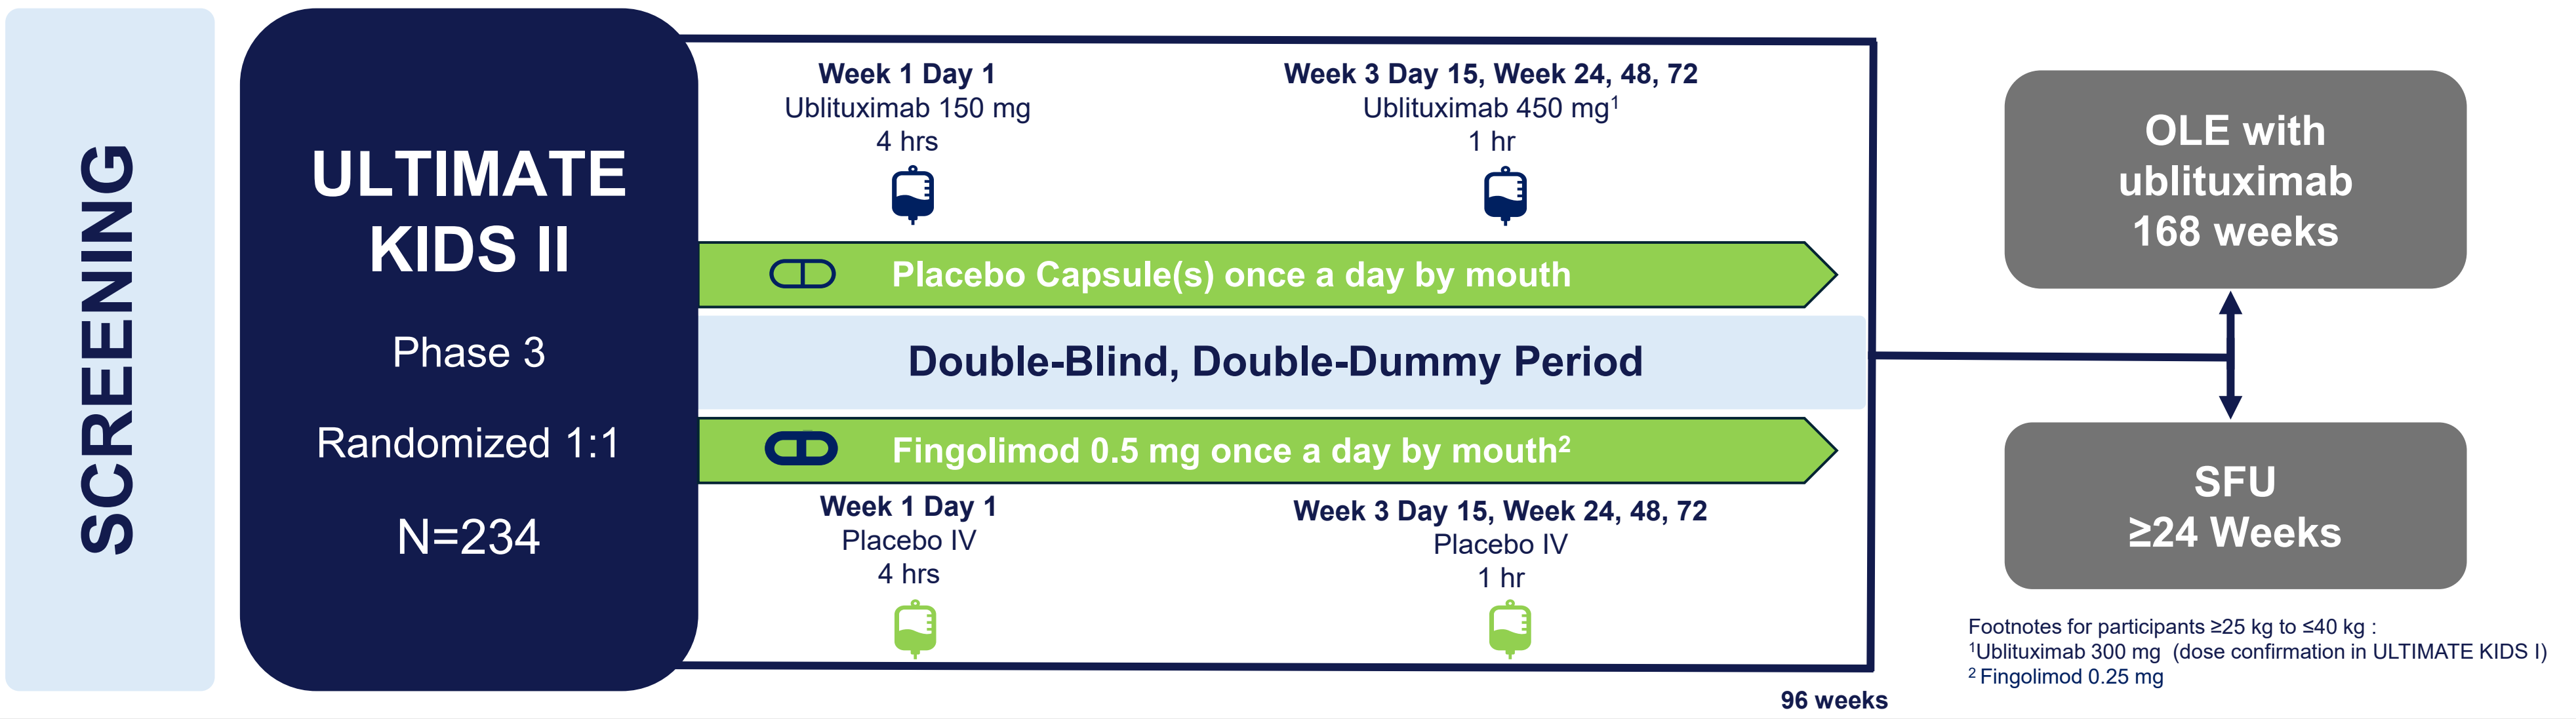 SCREENING
ULTIMATE
KIDS II
Phase 3
Randomized 1:1
N=234
Week 1 Day 1
Ublituximab 150 mg
4 hrs
Week 3 Day 15, Week 24, 48, 72
Ublituximab 450 mg¹
1 hr
Placebo Capsule(s) once a day by mouth
Double-Blind, Double-Dummy Period
Fingolimod 0.5 mg once a day by mouth²
Week 1 Day 1
Placebo IV
4 hrs
Week 3 Day 15, Week 24, 48, 72
Placebo IV
1 hr
96 weeks
OLE with
ublituximab
168 weeks
SFU
≥24 Weeks
Footnotes for participants ≥25 kg to ≤40 kg :
¹Ublituximab 300 mg (dose confirmation in ULTIMATE KIDS I)
² Fingolimod 0.25 mg